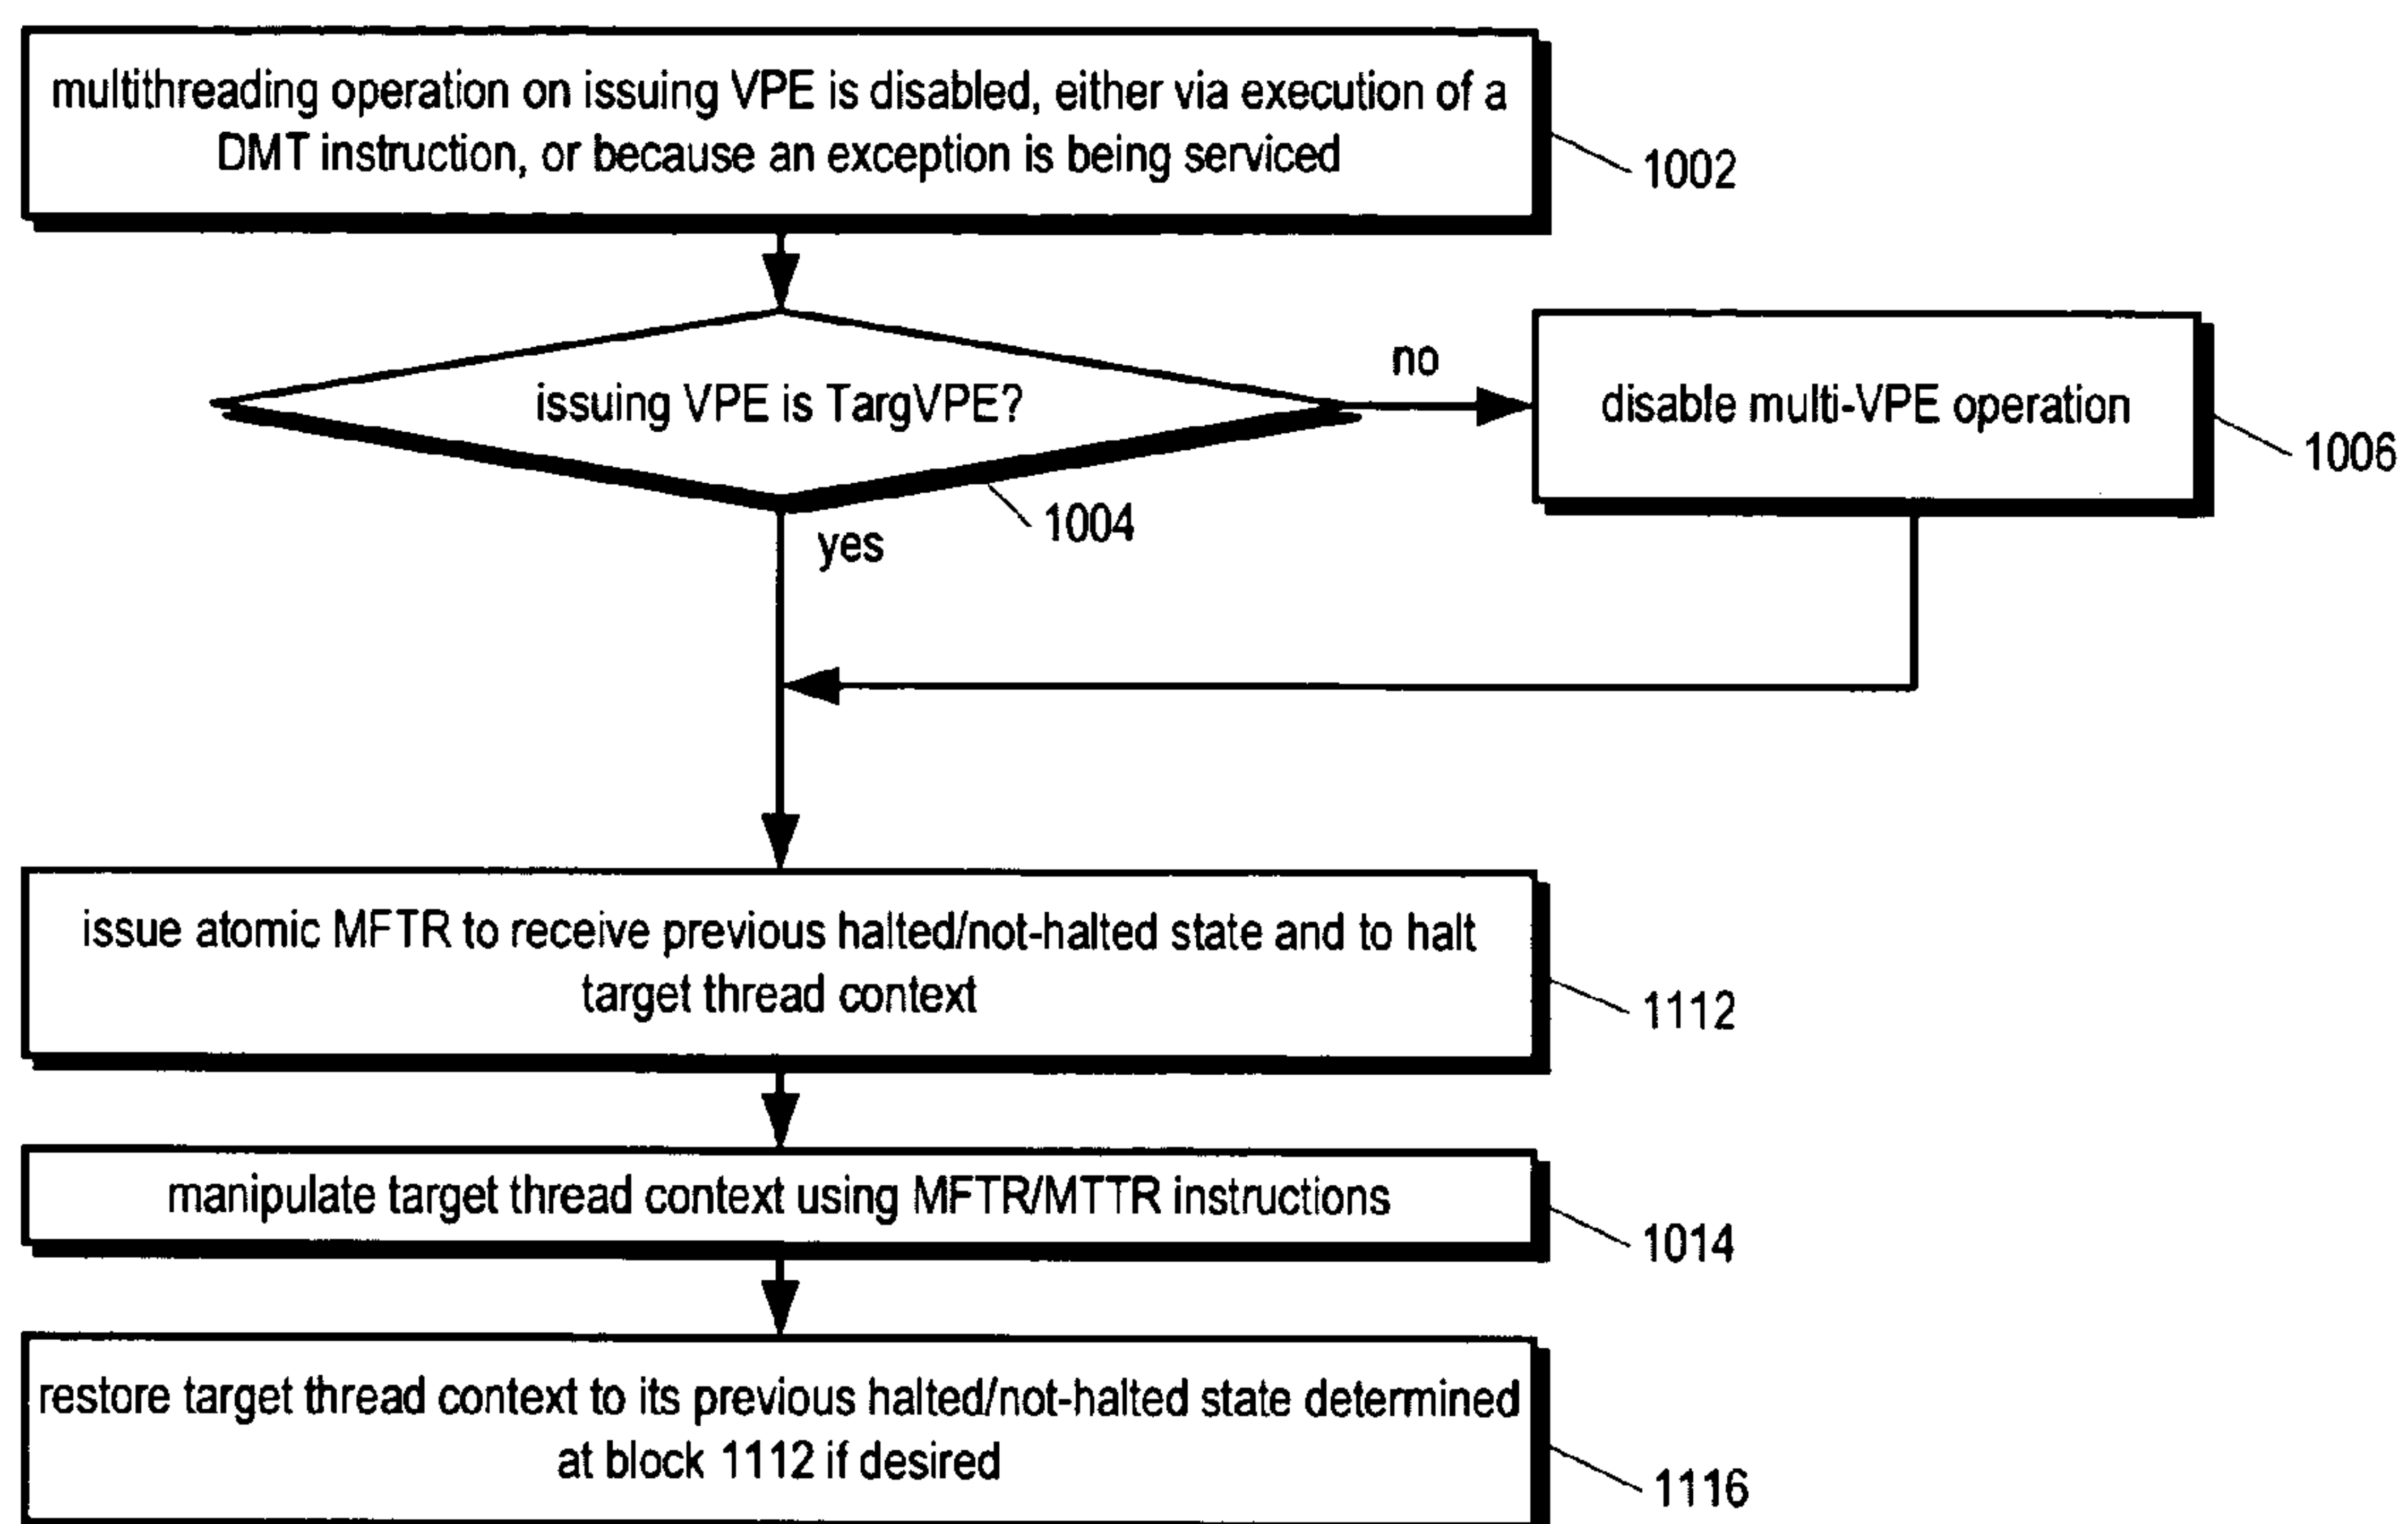 multithreading operation on issuing VPE is disabled, either via execution of a
DMT instruction, or because an exception is being serviced
1002
issuing VPE is TargVPE?
no
disable multi-VPE operation
1006
1004
yes
issue atomic MFTR to receive previous halted/not-halted state and to halt
target thread context
1112
manipulate target thread context using MFTR/MTTR instructions
1014
restore target thread context to its previous halted/not-halted state determined
at block 1112 if desired
1116